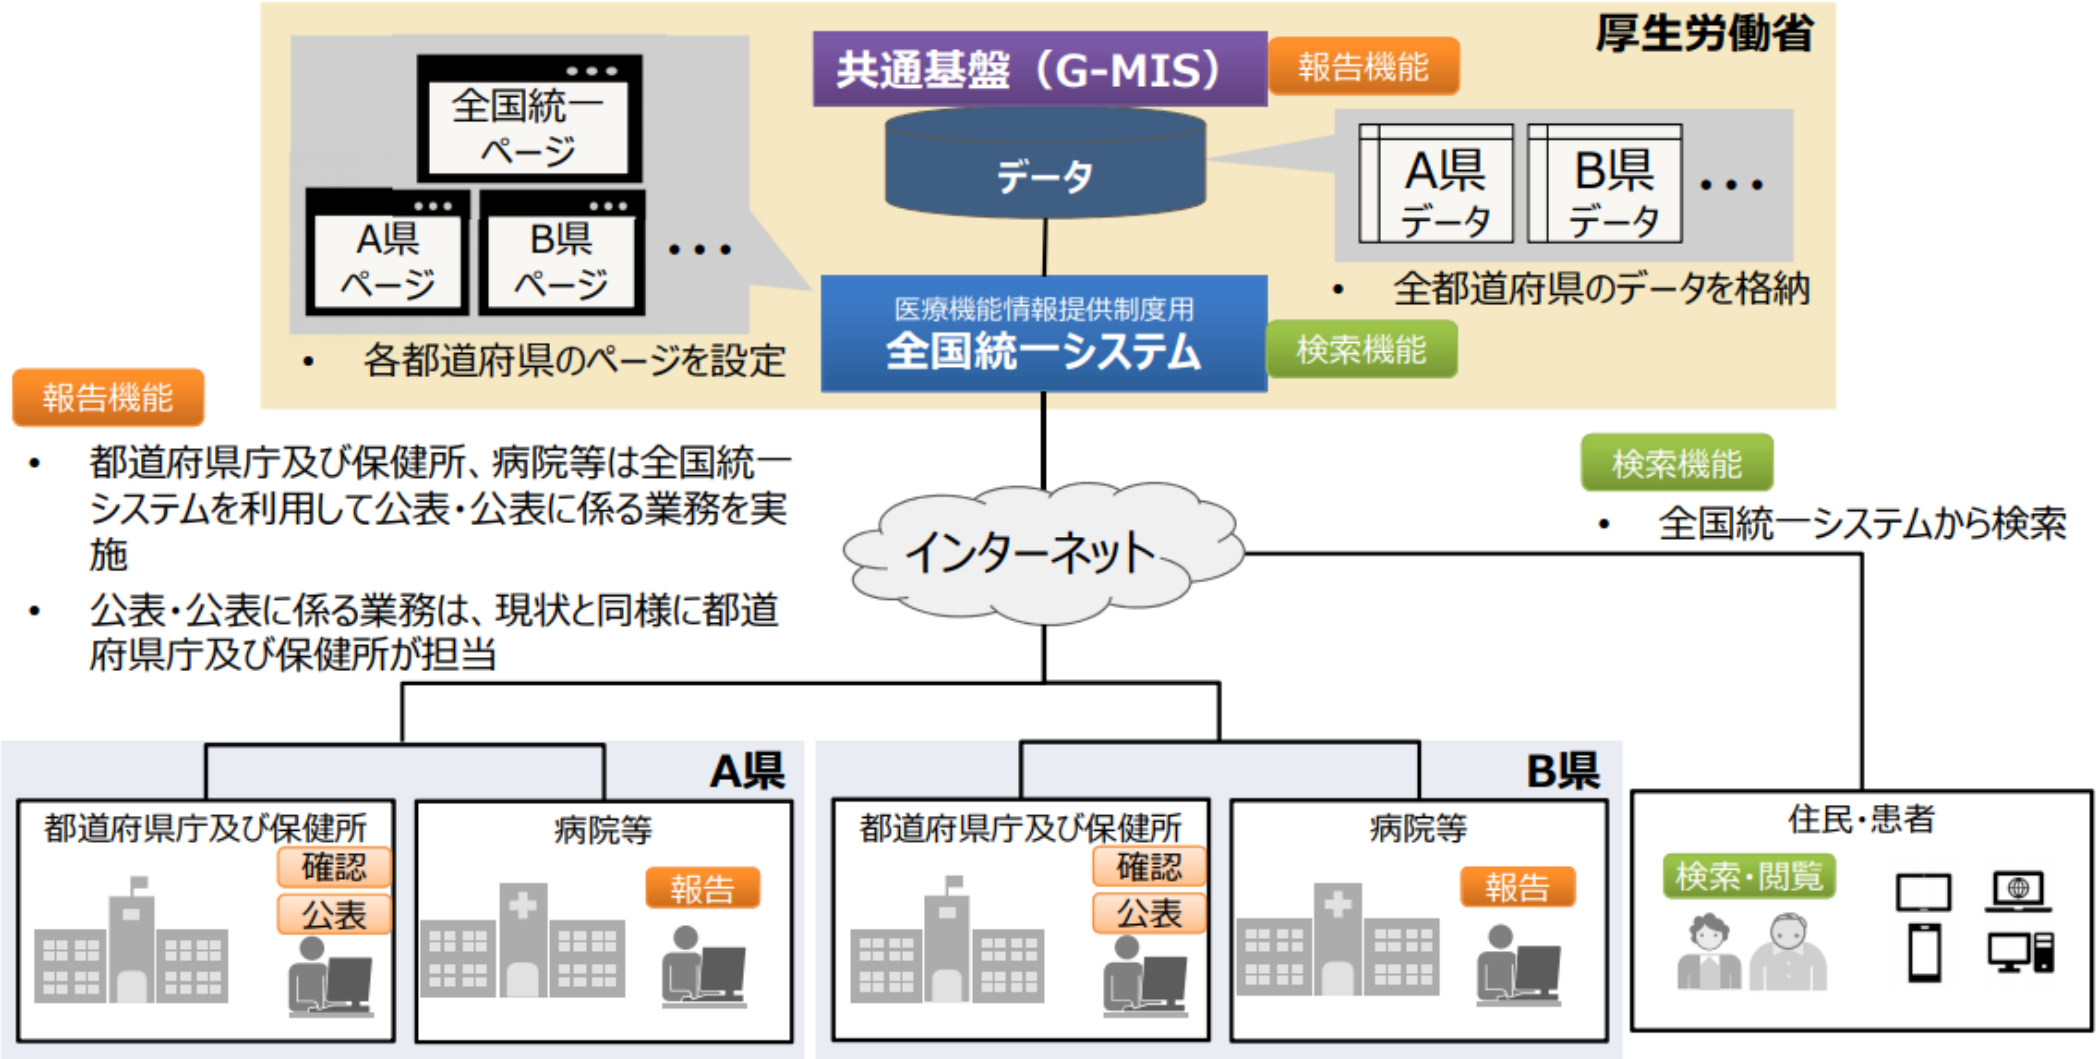 厚生労働省
共通基盤（G-MIS）
報告機能
全国統一
ページ
A県
ページ
B県
ページ
・・・
データ
A県
データ
B県
データ
・・・
• 全都道府県のデータを格納
• 各都道府県のページを設定
医療機能情報提供制度用
全国統一システム
検索機能
報告機能
• 都道府県庁及び保健所、病院等は全国統一
システムを利用して公表・公表に係る業務を実
施
• 公表・公表に係る業務は、現状と同様に都道
府県庁及び保健所が担当
インターネット
検索機能
• 全国統一システムから検索
A県
都道府県庁及び保健所
確認
公表
病院等
報告
B県
都道府県庁及び保健所
確認
公表
病院等
報告
住民・患者
検索・閲覧